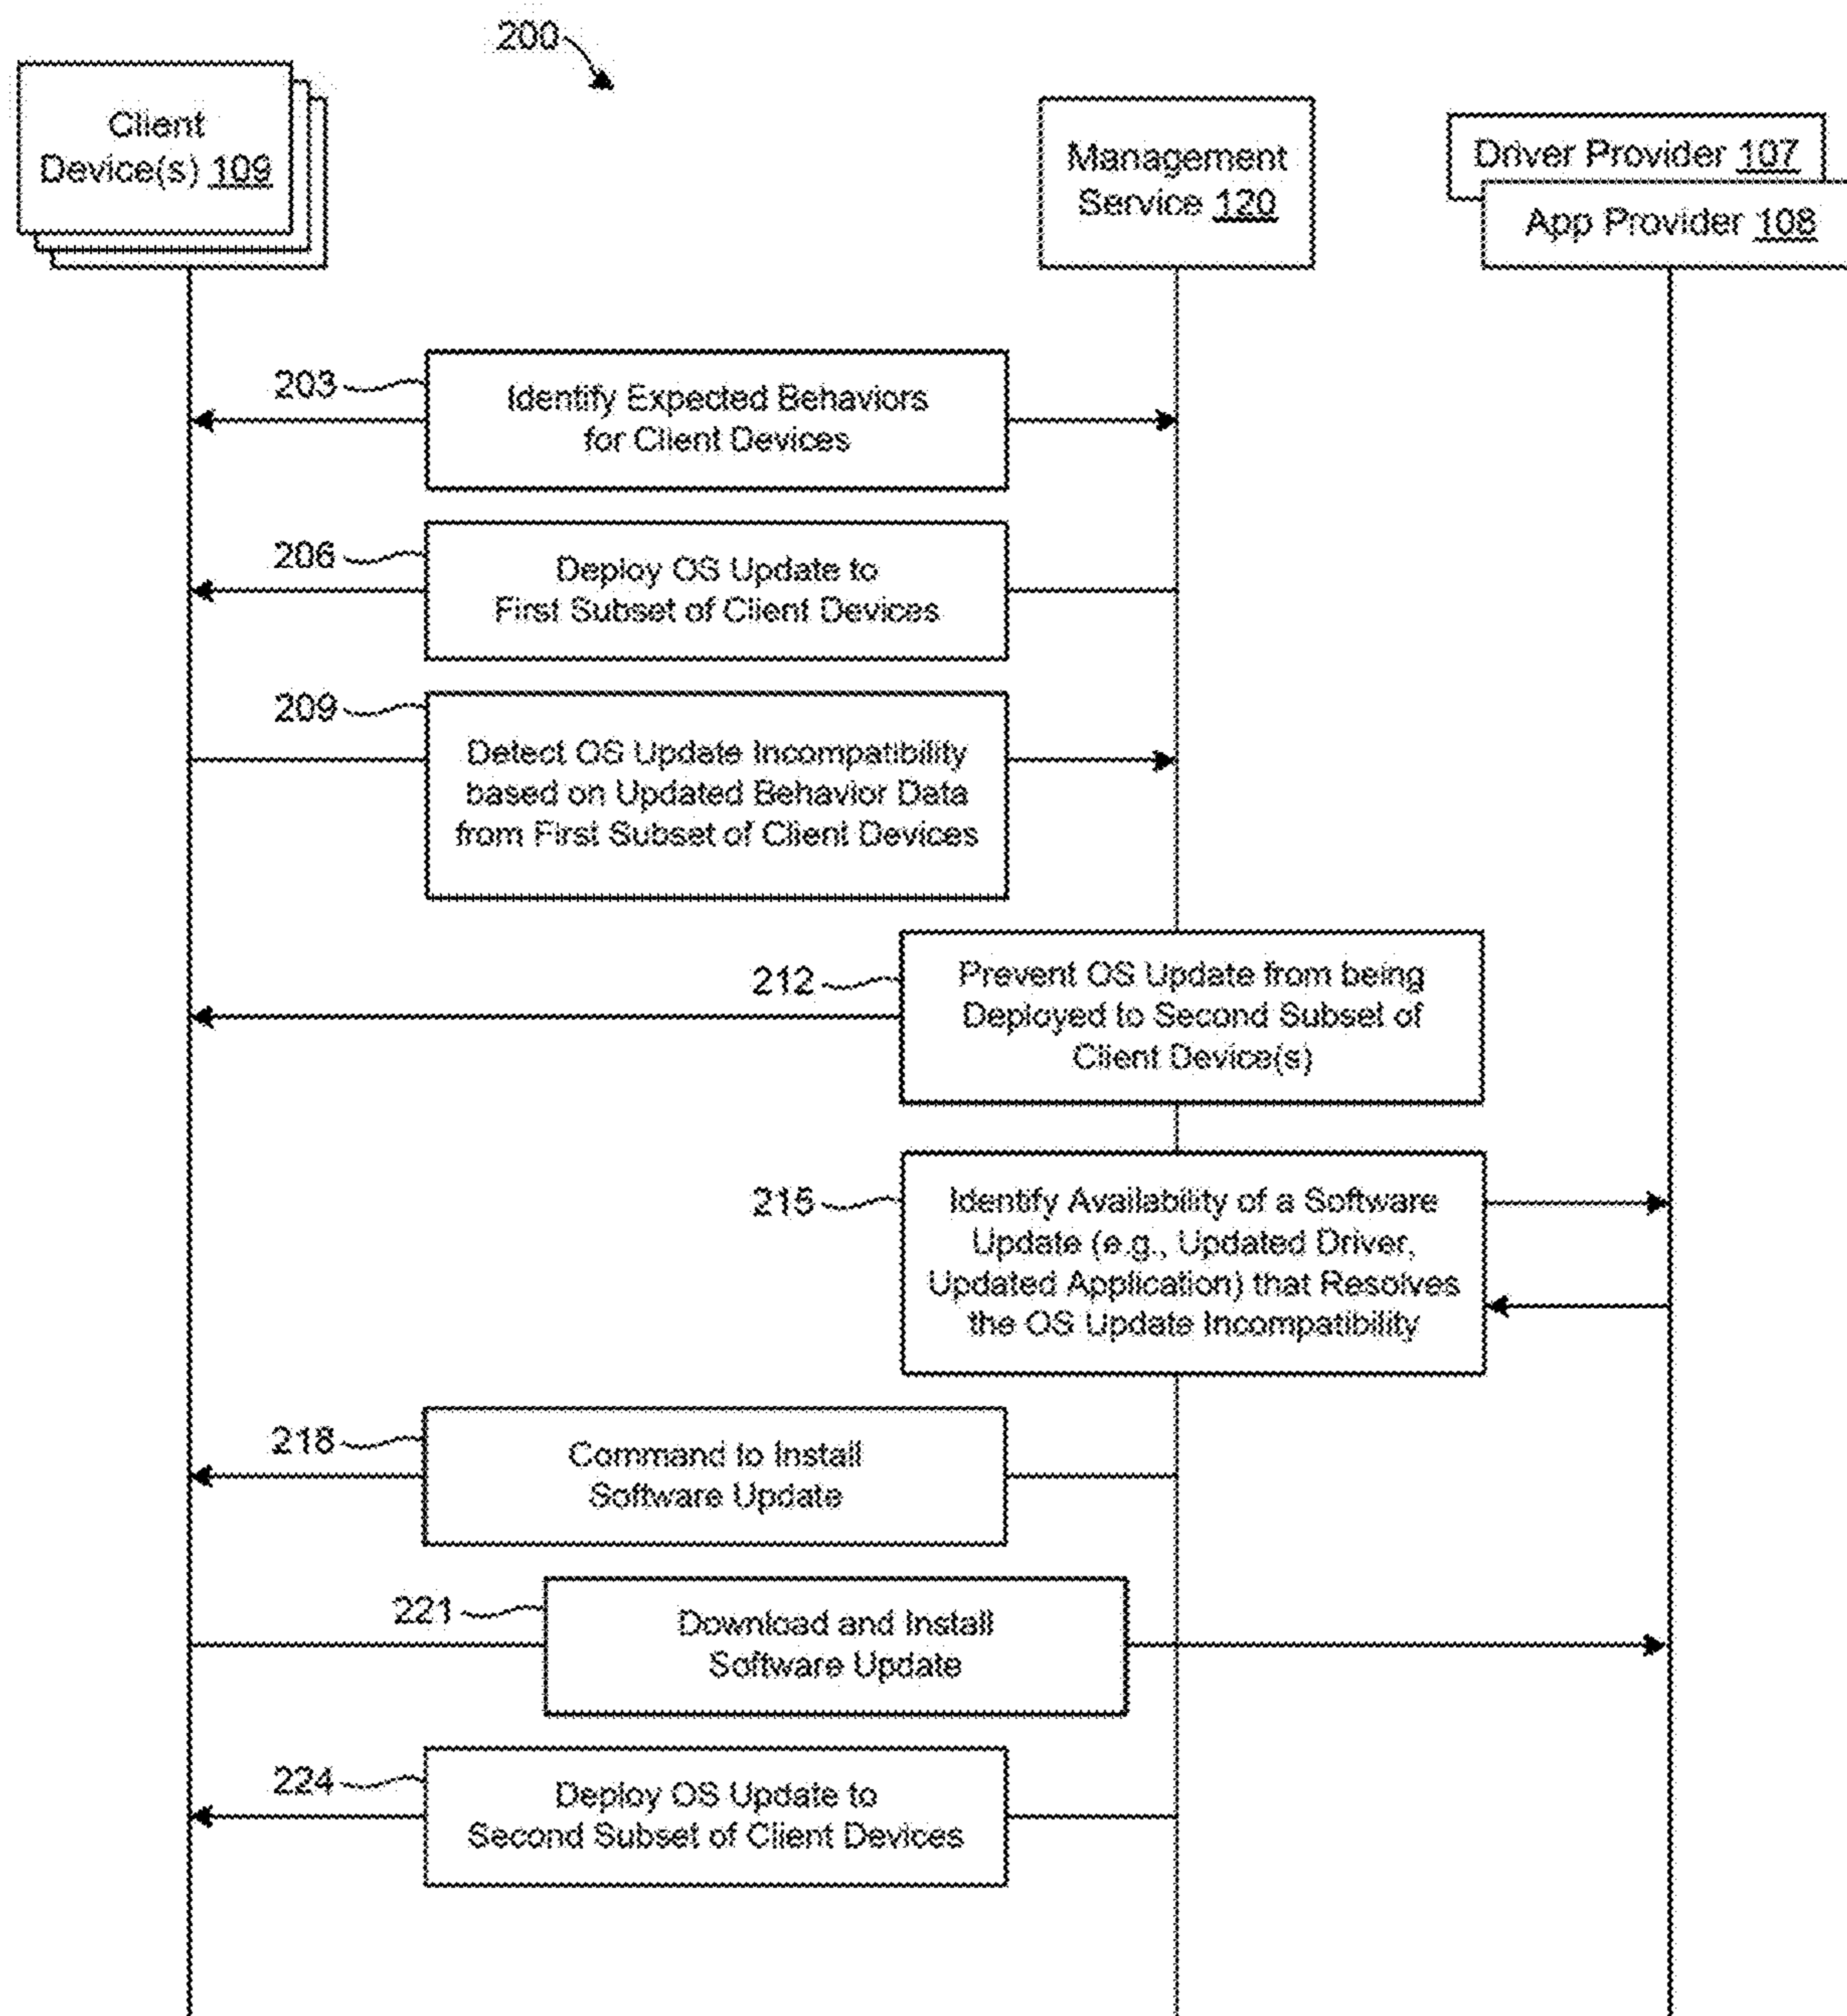 200
Client
Device(s) 109
Management
Service 120
Driver Provider 107
App Provider 108
203
Identify Expected Behaviors
for Client Devices
206
Deploy OS Update to
First Subset of Client Devices
209
Detect OS Update Incompatibility
based on Updated Behavior Data
from First Subset of Client Devices
212
Prevent OS Update from being
Deployed to Second Subset of
Client Device(s)
215
Identify Availability of a Software
Update (e.g., Updated Driver,
Updated Application) that Resolves
the OS Update Incompatibility
218
Command to Install
Software Update
221
Download and Install
Software Update
224
Deploy OS Update to
Second Subset of Client Devices